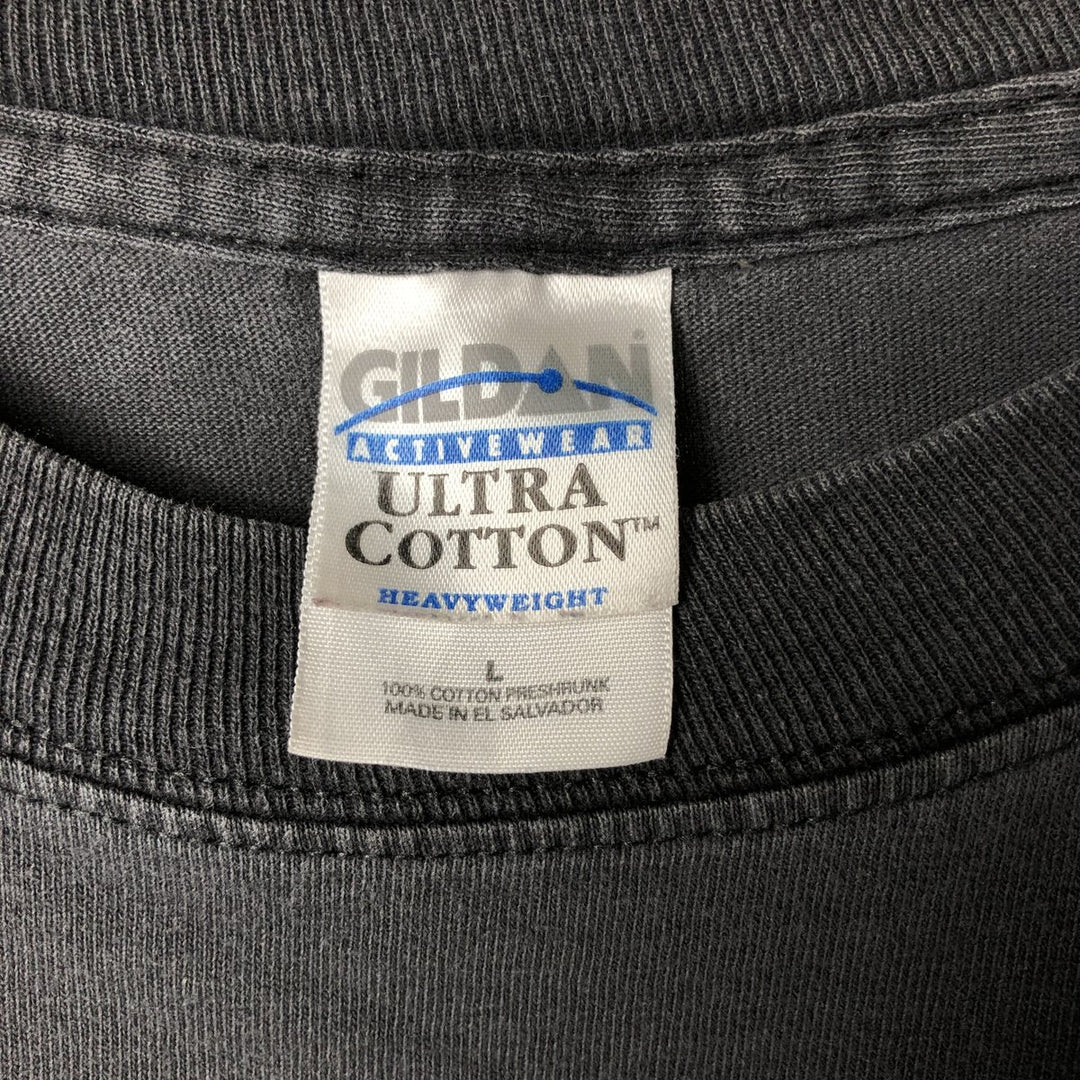 GILDAN
ACTIVEWEAR
ULTRA
COTTON™
HEAVYWEIGHT
L
100% COTTON PRESHRUNK
MADE IN EL SALVADOR